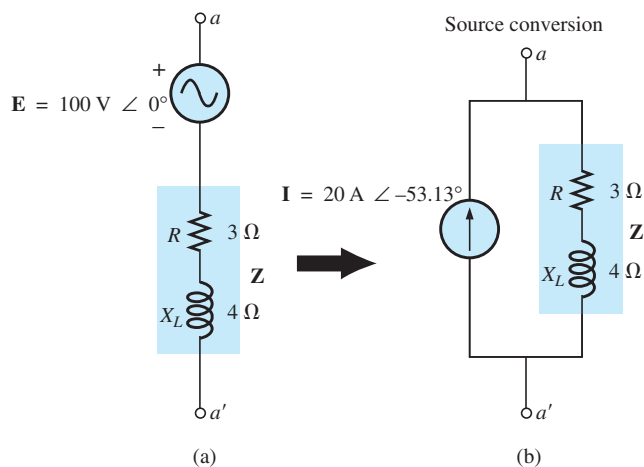 a
Source conversion
a
+
E = 100 V ∠ 0°
–
I = 20 A ∠ –53.13°
R
3 Ω
Z
X_L
4 Ω
R
3 Ω
Z
X_L
4 Ω
a′
a′
(a)
(b)